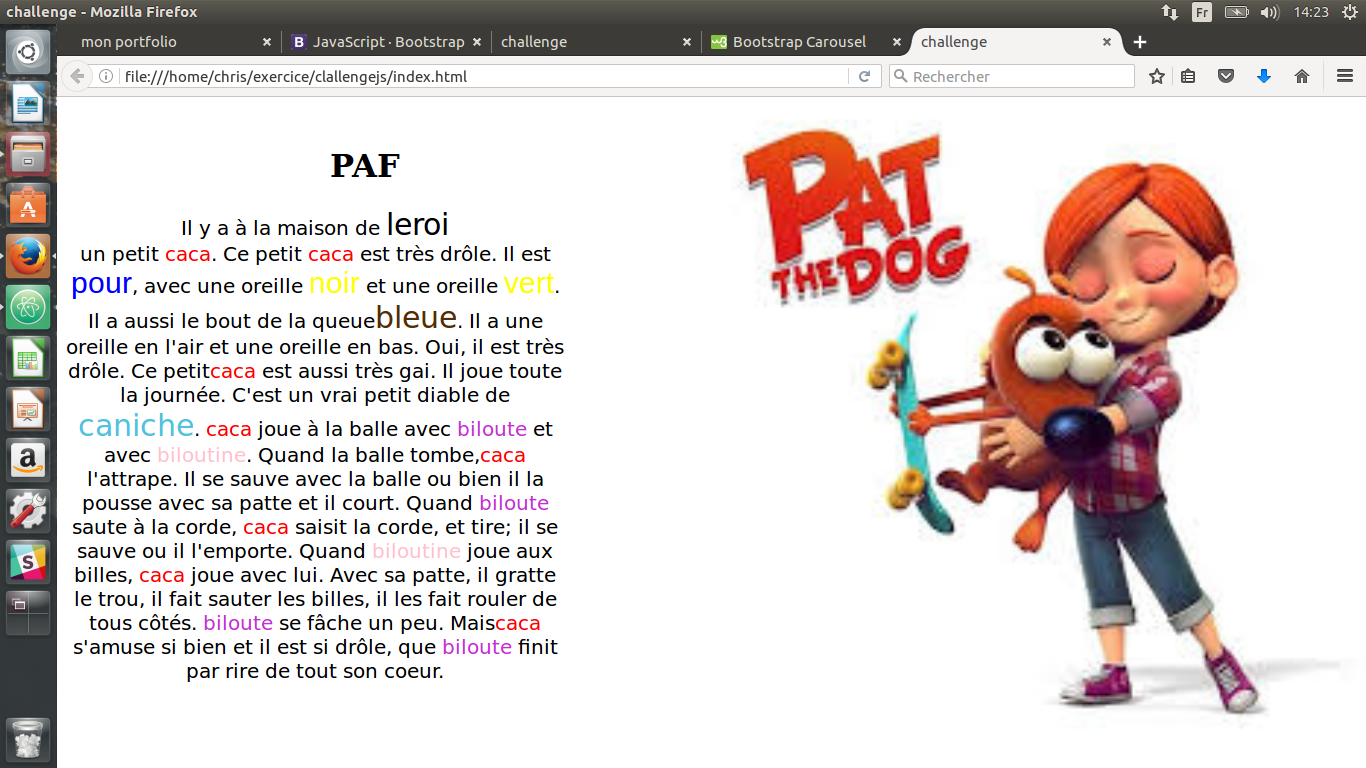 challenge - Mozilla Firefox
Fr
14:23
mon portfolio
B JavaScript · Bootstrap
challenge
Bootstrap Carousel
challenge
file:///home/chris/exercice/clallengejs/index.html
Rechercher
PAF
Il y a à la maison de leroi
un petit caca. Ce petit caca est très drôle. Il est
pour, avec une oreille noir et une oreille vert.
Il a aussi le bout de la queuebleue. Il a une
oreille en l'air et une oreille en bas. Oui, il est très
drôle. Ce petitcaca est aussi très gai. Il joue toute
la journée. C'est un vrai petit diable de
caniche. caca joue à la balle avec biloute et
avec biloutine. Quand la balle tombe,caca
l'attrape. Il se sauve avec la balle ou bien il la
pousse avec sa patte et il court. Quand biloute
saute à la corde, caca saisit la corde, et tire; il se
sauve ou il l'emporte. Quand biloutine joue aux
billes, caca joue avec lui. Avec sa patte, il gratte
le trou, il fait sauter les billes, il les fait rouler de
tous côtés. biloute se fâche un peu. Maiscaca
s'amuse si bien et il est si drôle, que biloute finit
par rire de tout son coeur.
PAT
THE DOG